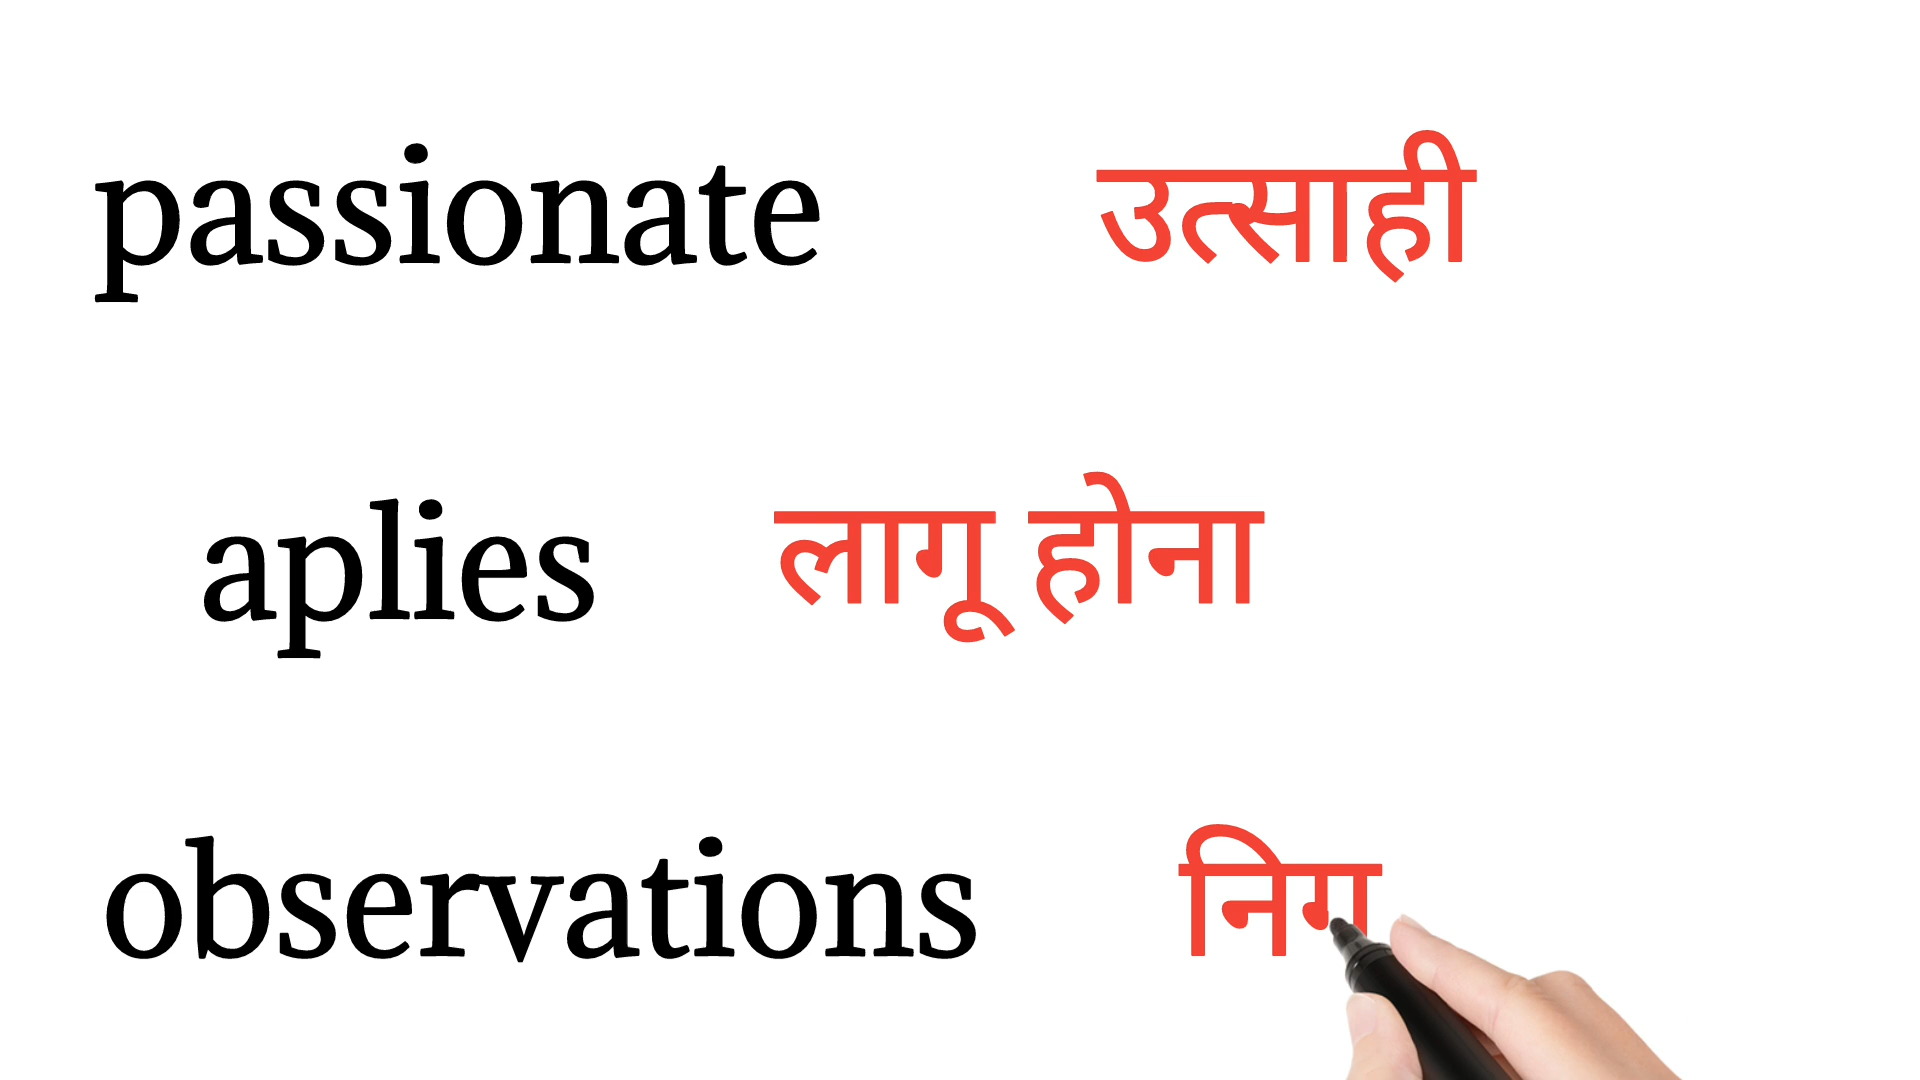 passionate उत्साही
aplies लागू होना
observations निग